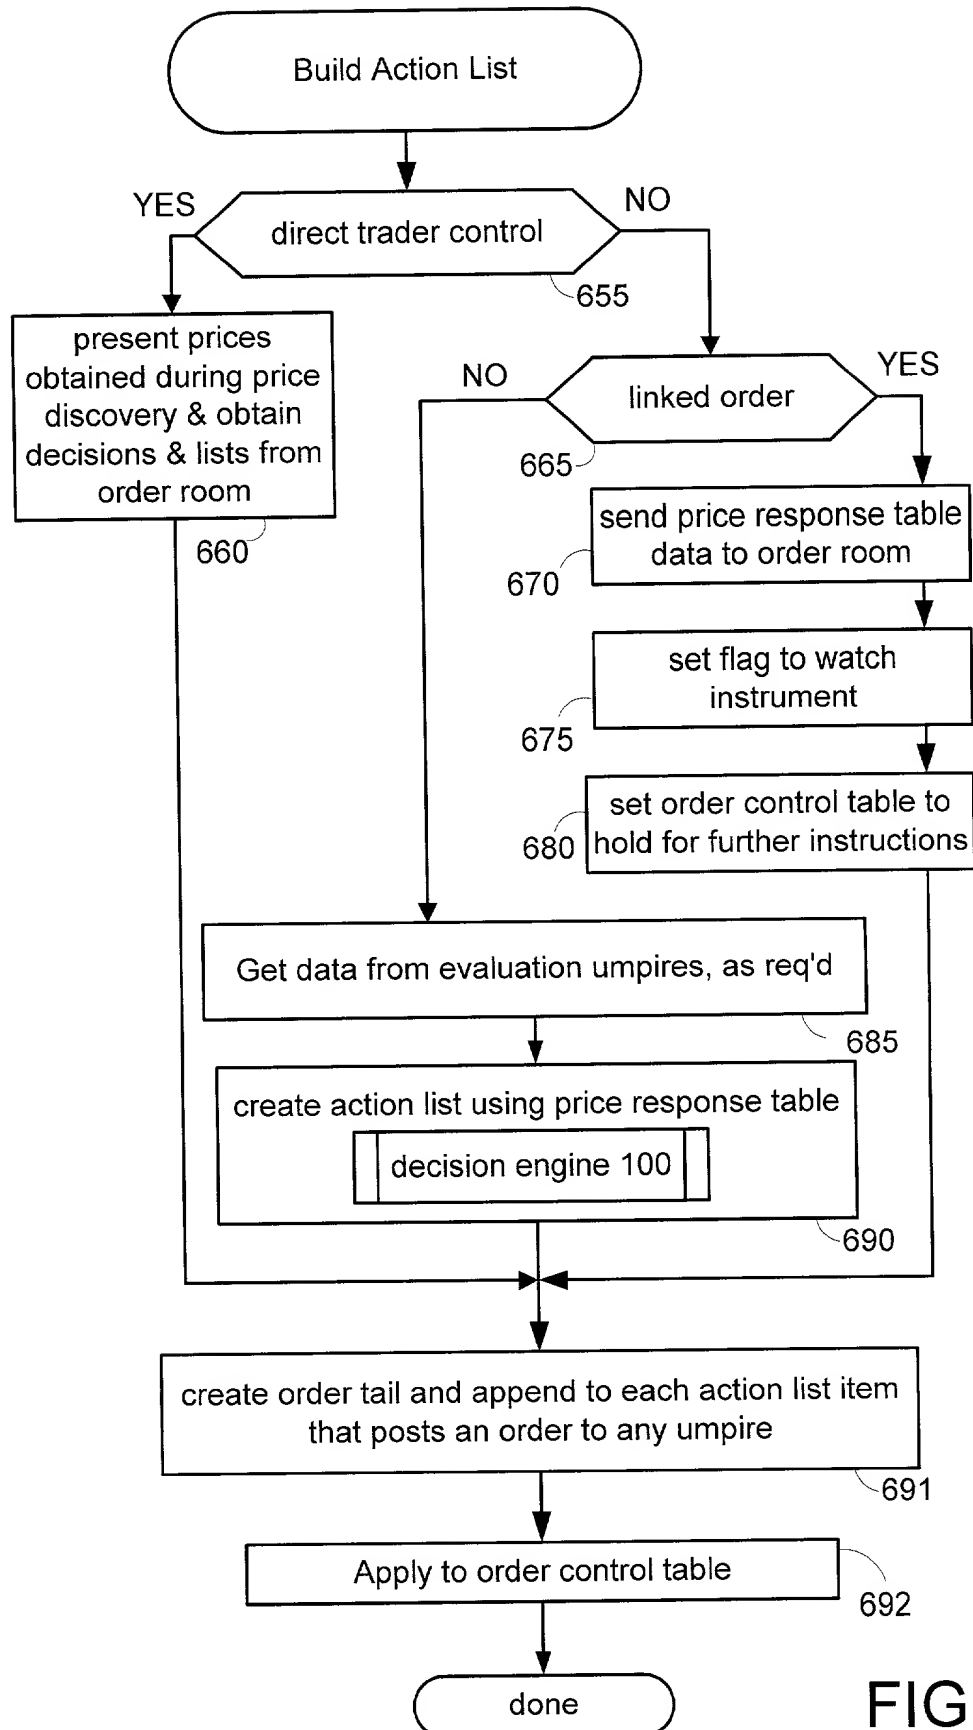 Build Action List
YES
NO
direct trader control
655
present prices
obtained during price
discovery & obtain
decisions & lists from
order room
660
NO
YES
linked order
665
send price response table
data to order room
670
set flag to watch
instrument
675
set order control table to
hold for further instructions
680
Get data from evaluation umpires, as req'd
685
create action list using price response table
decision engine 100
690
create order tail and append to each action list item
that posts an order to any umpire
691
Apply to order control table
692
done
FIG